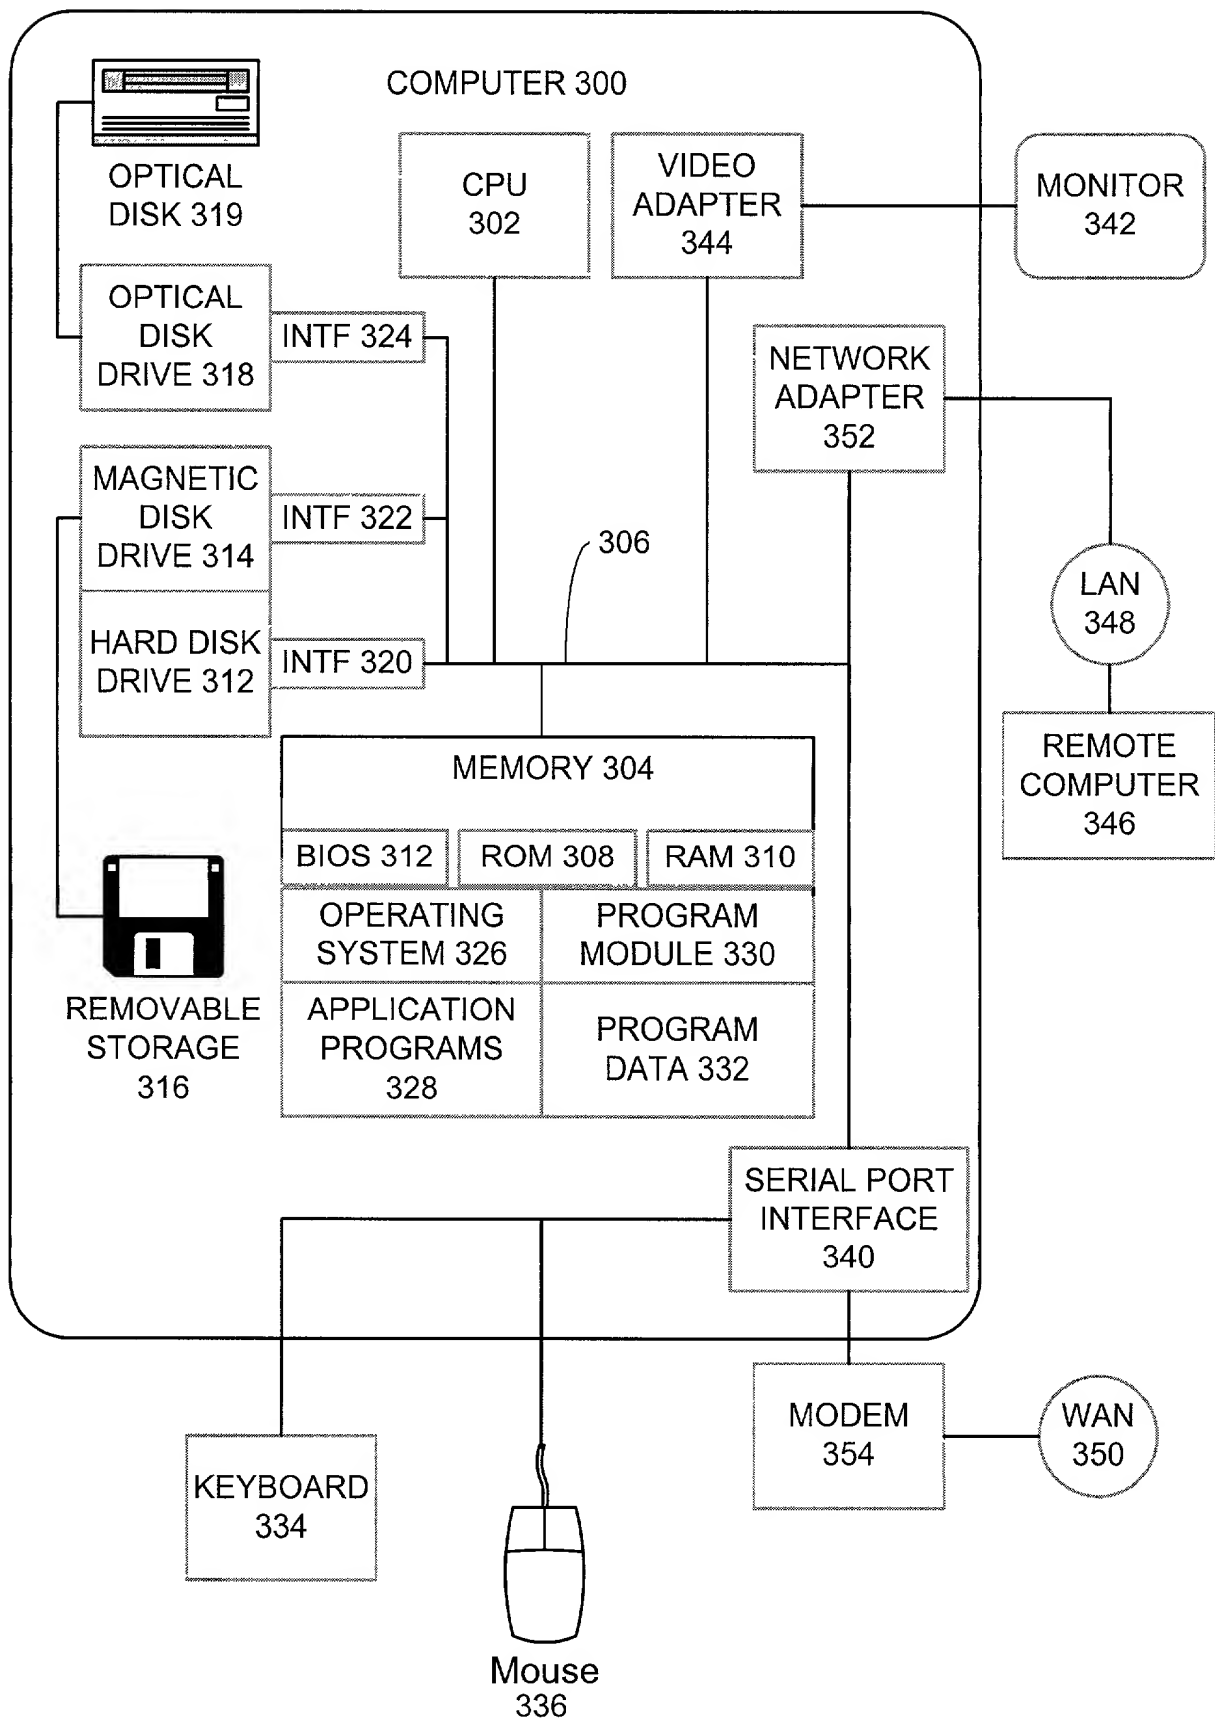 COMPUTER 300
OPTICAL
DISK 319
CPU
302
VIDEO
ADAPTER
344
MONITOR
342
OPTICAL
DISK
DRIVE 318
INTF 324
NETWORK
ADAPTER
352
MAGNETIC
DISK
DRIVE 314
INTF 322
306
LAN
348
HARD DISK
DRIVE 312
INTF 320
REMOTE
COMPUTER
346
MEMORY 304
BIOS 312
ROM 308
RAM 310
OPERATING
SYSTEM 326
PROGRAM
MODULE 330
REMOVABLE
STORAGE
316
APPLICATION
PROGRAMS
328
PROGRAM
DATA 332
SERIAL PORT
INTERFACE
340
MODEM
354
WAN
350
KEYBOARD
334
Mouse
336